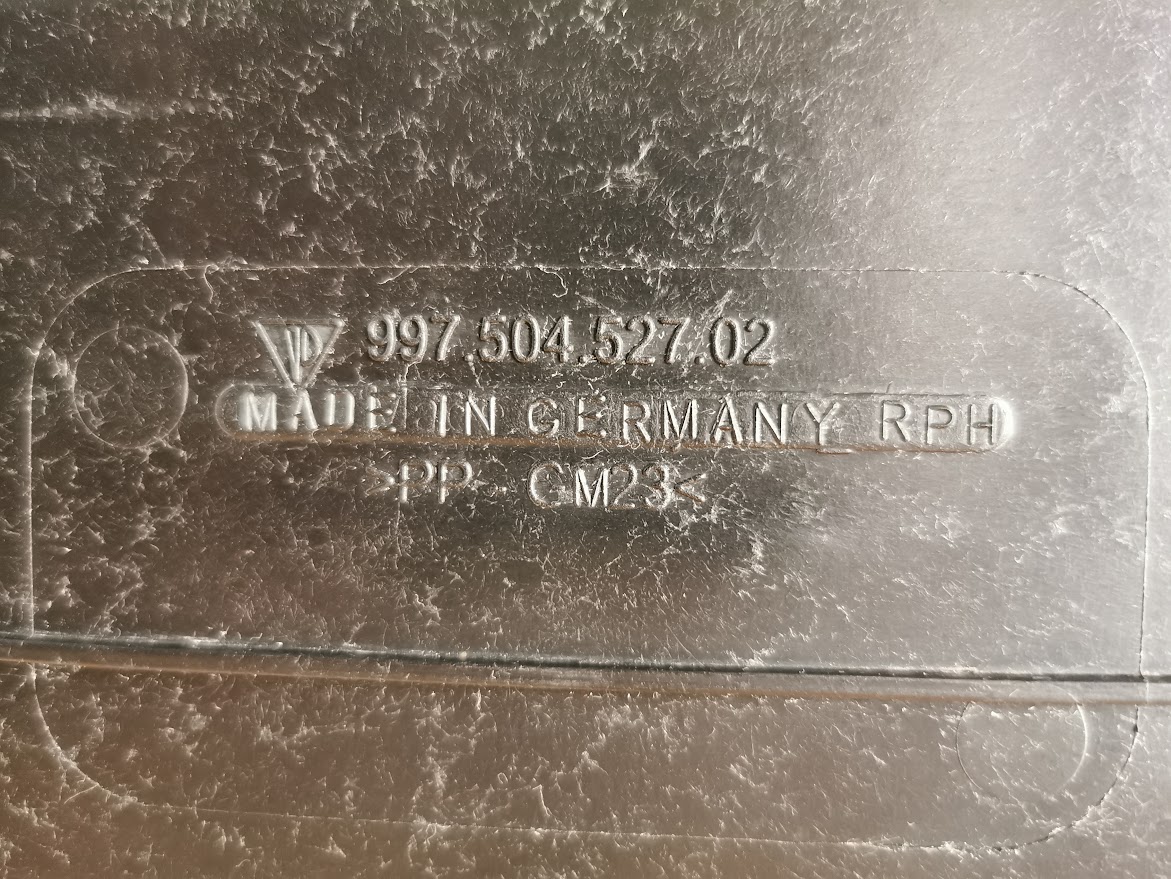 997.504.527.02
MADE IN GERMANY RPH
>PP GM23<